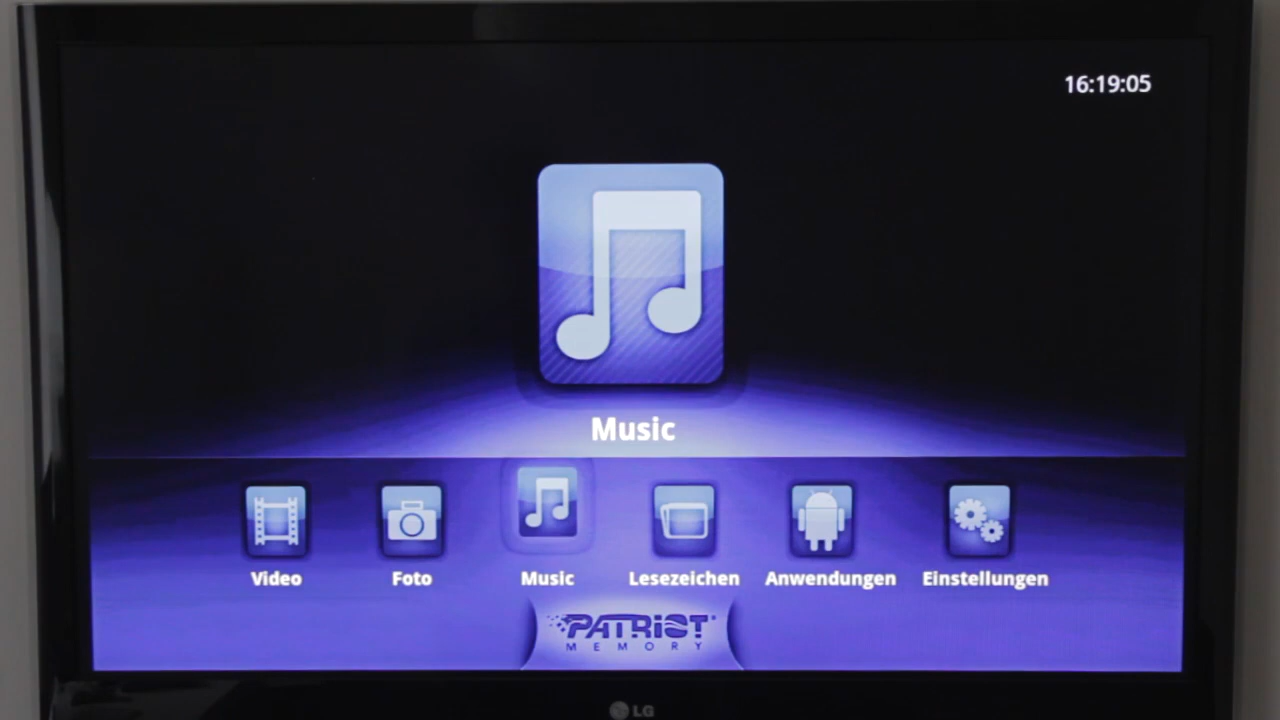 16:19:05
Music
Video Foto Music Lesezeichen Anwendungen Einstellungen
PATRIOT
MEMORY
LG